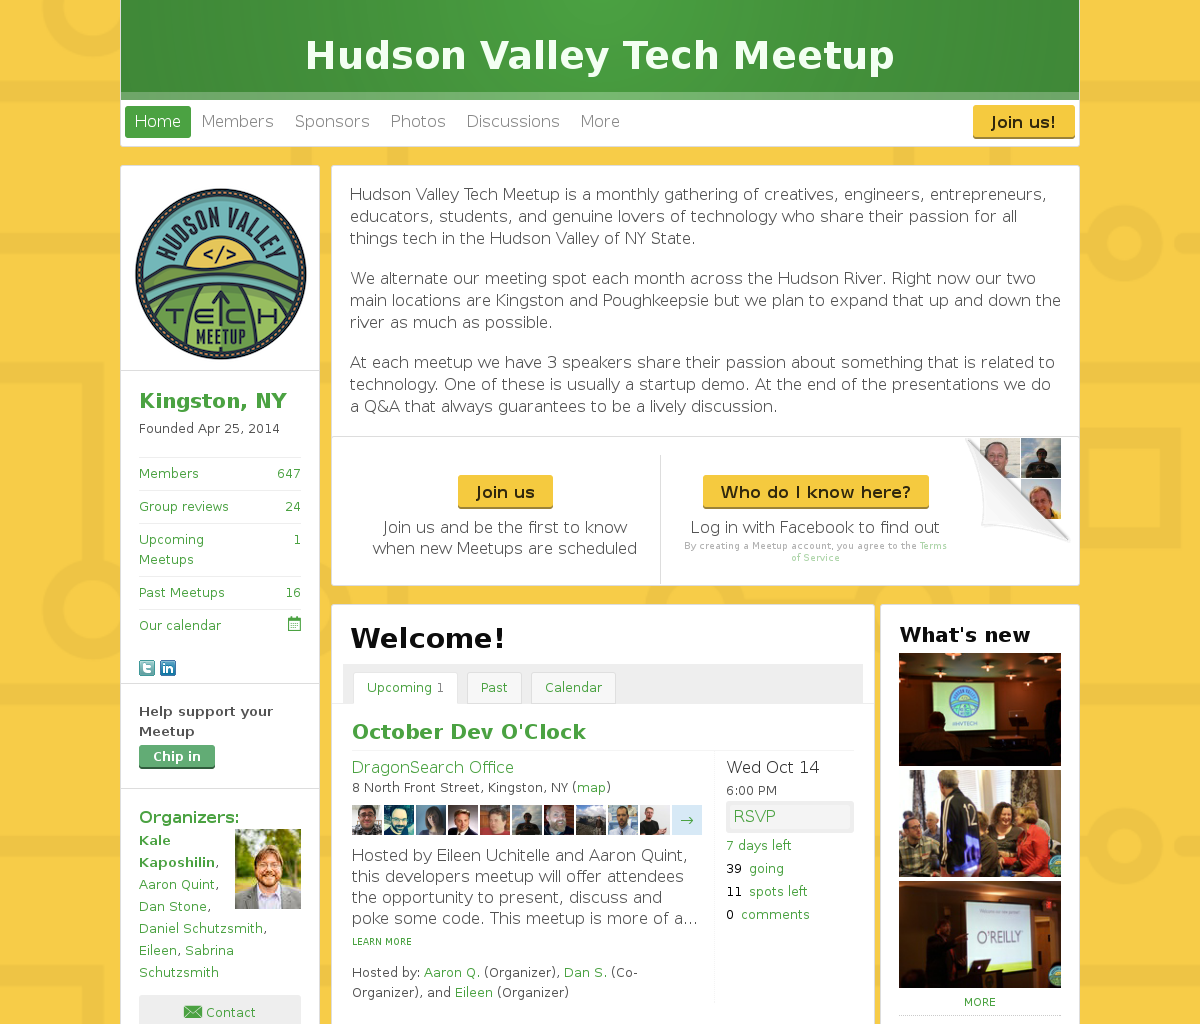 Hudson Valley Tech Meetup
Home
Members
Sponsors
Photos
Discussions
More
Join us!
HUDSON VALLEY
</>
TECH
MEETUP
Kingston, NY
Founded Apr 25, 2014
Members 647
Group reviews 24
Upcoming 1
Meetups
Past Meetups 16
Our calendar
Help support your
Meetup
Chip in
Organizers:
Kale
Kaposhilin,
Aaron Quint,
Dan Stone,
Daniel Schutzsmith,
Eileen, Sabrina
Schutzsmith
Contact
Hudson Valley Tech Meetup is a monthly gathering of creatives, engineers, entrepreneurs,
educators, students, and genuine lovers of technology who share their passion for all
things tech in the Hudson Valley of NY State.
We alternate our meeting spot each month across the Hudson River. Right now our two
main locations are Kingston and Poughkeepsie but we plan to expand that up and down the
river as much as possible.
At each meetup we have 3 speakers share their passion about something that is related to
technology. One of these is usually a startup demo. At the end of the presentations we do
a Q&A that always guarantees to be a lively discussion.
Join us
Join us and be the first to know
when new Meetups are scheduled
Who do I know here?
Log in with Facebook to find out
By creating a Meetup account, you agree to the Terms
of Service
Welcome!
Upcoming 1
Past
Calendar
October Dev O'Clock
DragonSearch Office
8 North Front Street, Kingston, NY (map)
→
Hosted by Eileen Uchitelle and Aaron Quint,
this developers meetup will offer attendees
the opportunity to present, discuss and
poke some code. This meetup is more of a...
LEARN MORE
Hosted by: Aaron Q. (Organizer), Dan S. (Co-
Organizer), and Eileen (Organizer)
Wed Oct 14
6:00 PM
RSVP
7 days left
39 going
11 spots left
0 comments
What's new
HUDSON VALLEY
#HVTECH
O'REILLY
MORE